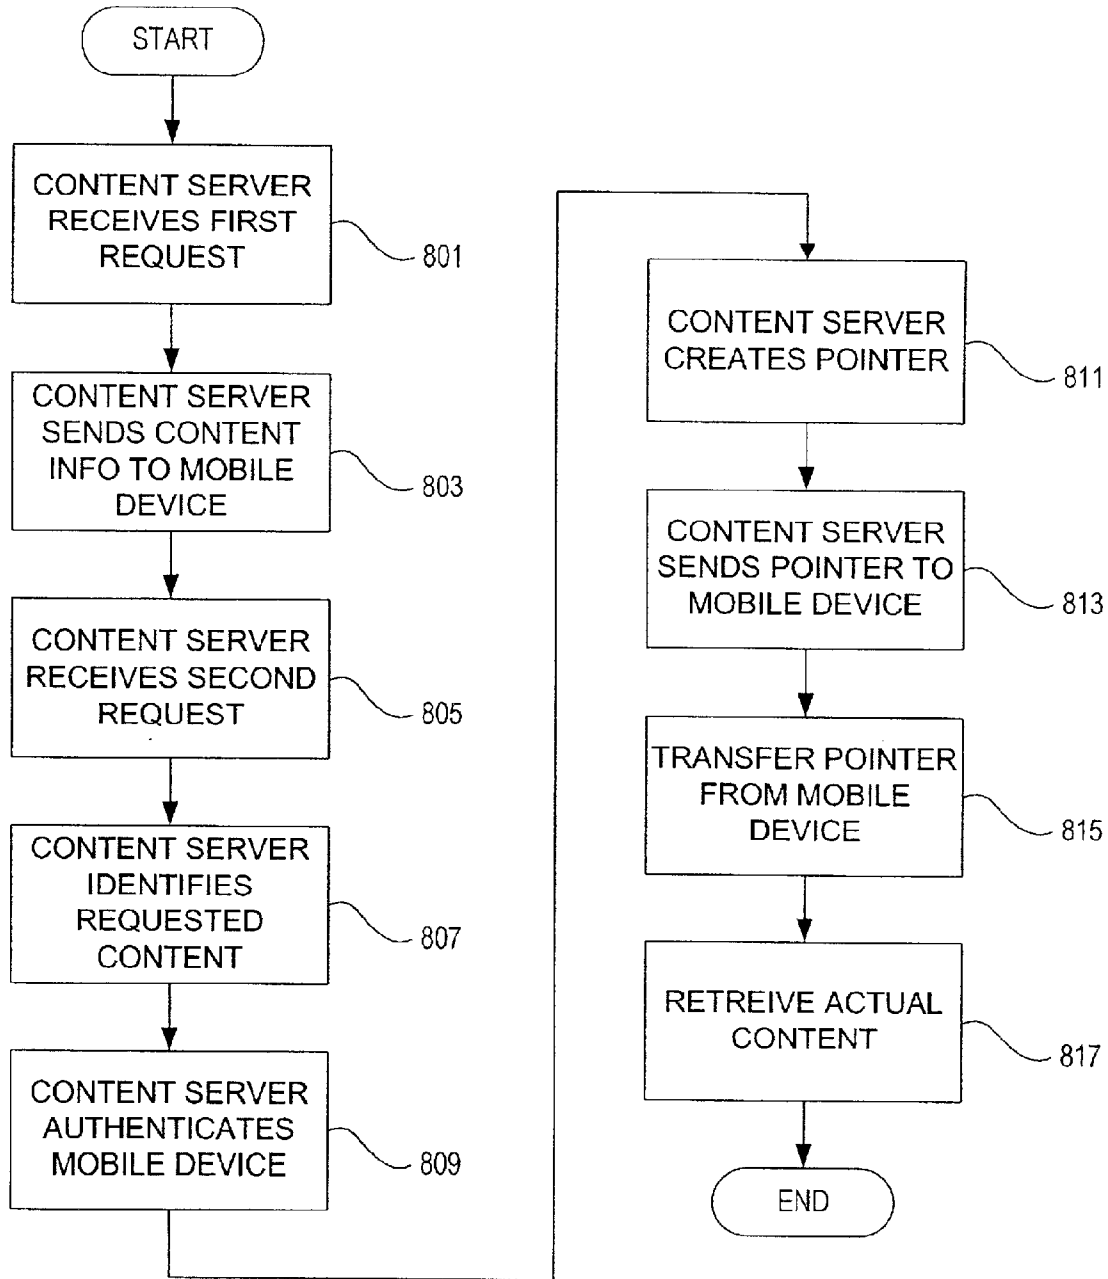 START
CONTENT SERVER
RECEIVES FIRST
REQUEST
801
CONTENT SERVER
SENDS CONTENT
INFO TO MOBILE
DEVICE
803
CONTENT SERVER
RECEIVES SECOND
REQUEST
805
CONTENT SERVER
IDENTIFIES
REQUESTED
CONTENT
807
CONTENT SERVER
AUTHENTICATES
MOBILE DEVICE
809
CONTENT SERVER
CREATES POINTER
811
CONTENT SERVER
SENDS POINTER TO
MOBILE DEVICE
813
TRANSFER POINTER
FROM MOBILE
DEVICE
815
RETREIVE ACTUAL
CONTENT
817
END